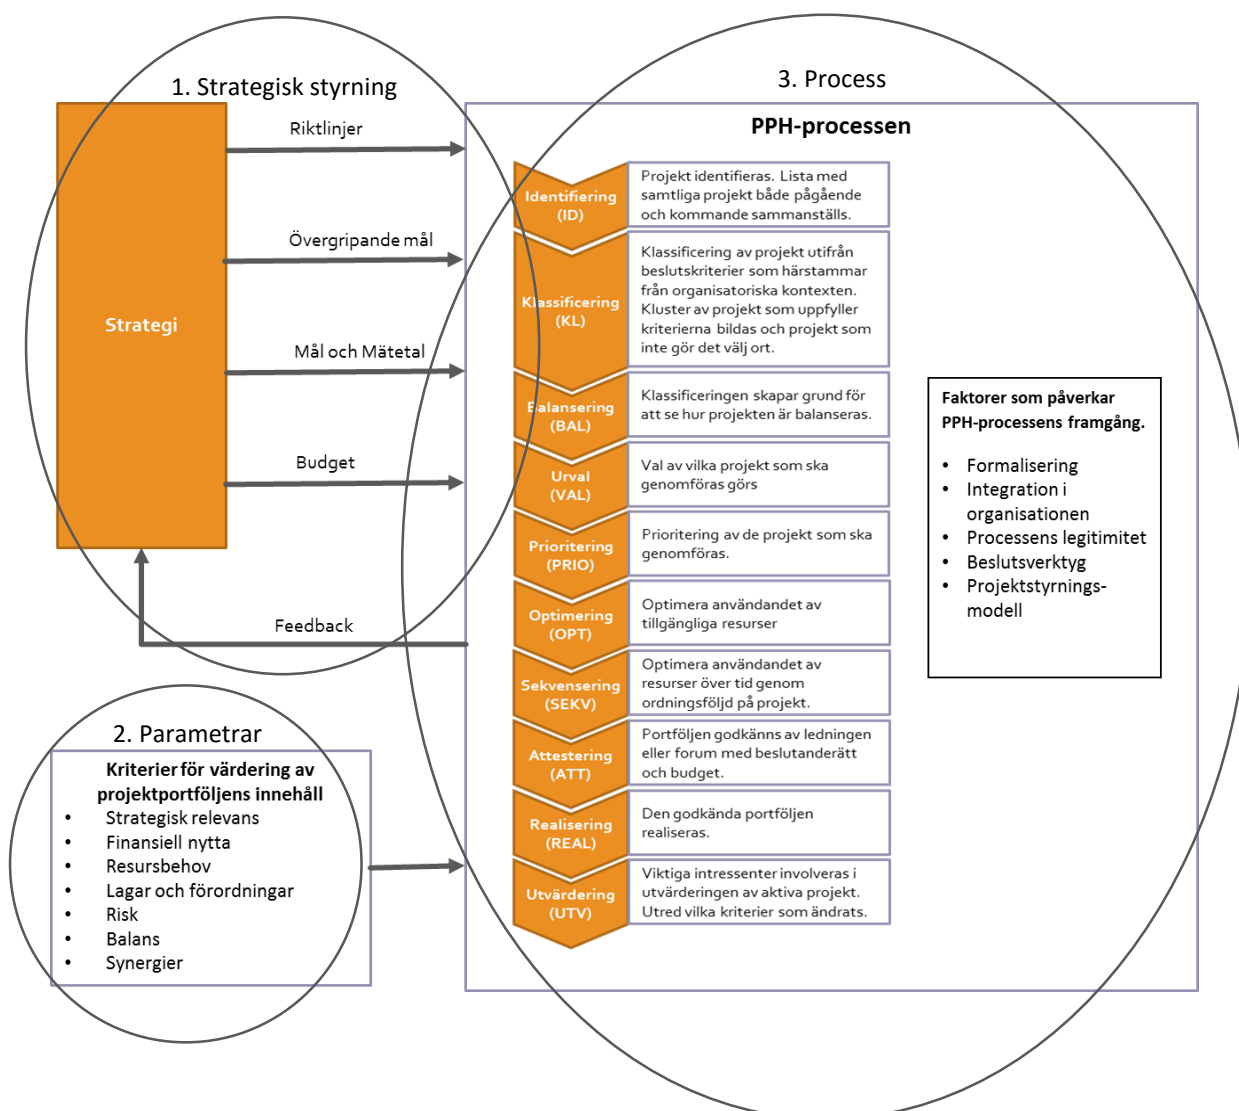 1. Strategisk styrning
Riktlinjer
Övergripande mål
Strategi
Mål och Mätetal
Budget
Feedback
2. Parametrar
Kriterier för värdering av
projektportföljens innehåll
• Strategisk relevans
• Finansiell nytta
• Resursbehov
• Lagar och förordningar
• Risk
• Balans
• Synergier
3. Process
PPH-processen
Identifiering
(ID)
Projekt identifieras. Lista med
samtliga projekt både pågående
och kommande sammanställs.
Klassificering
(KL)
Klassificering av projekt utifrån
beslutskriterier som härstammar
från organisatoriska kontexten.
Kluster av projekt som uppfyller
kriterierna bildas och projekt som
inte gör det välj ort.
Balansering
(BAL)
Klassificeringen skapar grund för
att se hur projekten är balanseras.
Urval
(VAL)
Val av vilka projekt som ska
genomföras görs
Prioritering
(PRIO)
Prioritering av de projekt som ska
genomföras.
Optimering
(OPT)
Optimera användandet av
tillgängliga resurser
Sekvensering
(SEKV)
Optimera användandet av
resurser över tid genom
ordningsföljd på projekt.
Attestering
(ATT)
Portföljen godkänns av ledningen
eller forum med beslutanderätt
och budget.
Realisering
(REAL)
Den godkända portföljen
realiseras.
Utvärdering
(UTV)
Viktiga intressenter involveras i
utvärderingen av aktiva projekt.
Utred vilka kriterier som ändrats.
Faktorer som påverkar
PPH-processens framgång.
• Formalisering
• Integration i
organisationen
• Processens legitimitet
• Beslutsverktyg
• Projektstyrnings-
modell